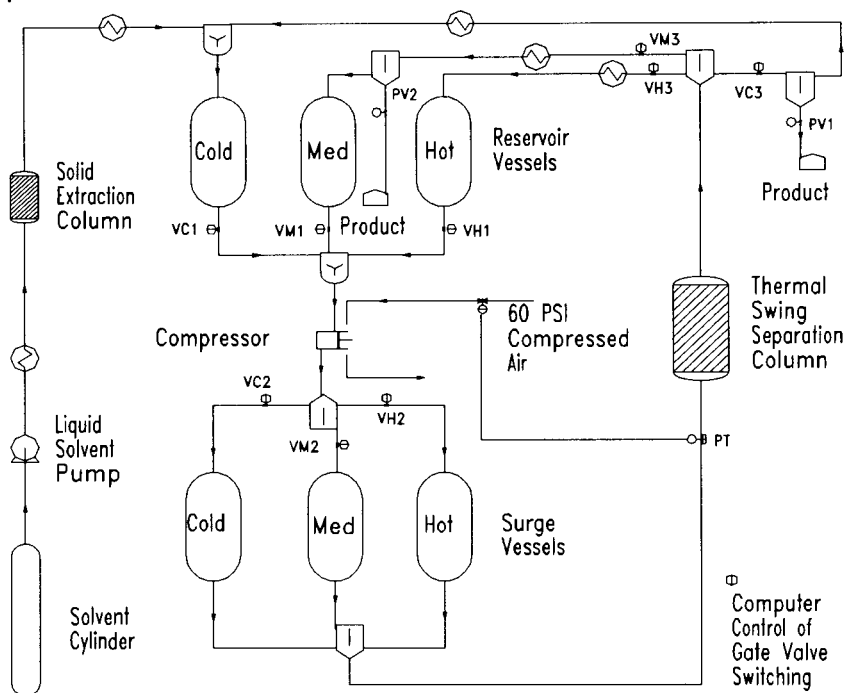 VM3
PV2
VH3
VC3
PV1
Cold
Med
Hot
Reservoir
Vessels
Product
Solid
Extraction
Column
VC1
VM1
Product
VH1
Thermal
Swing
Separation
Column
60 PSI
Compressed
Air
Compressor
VC2
VH2
VM2
PT
Liquid
Solvent
Pump
Cold
Med
Hot
Surge
Vessels
Solvent
Cylinder
Computer
Control of
Gate Valve
Switching